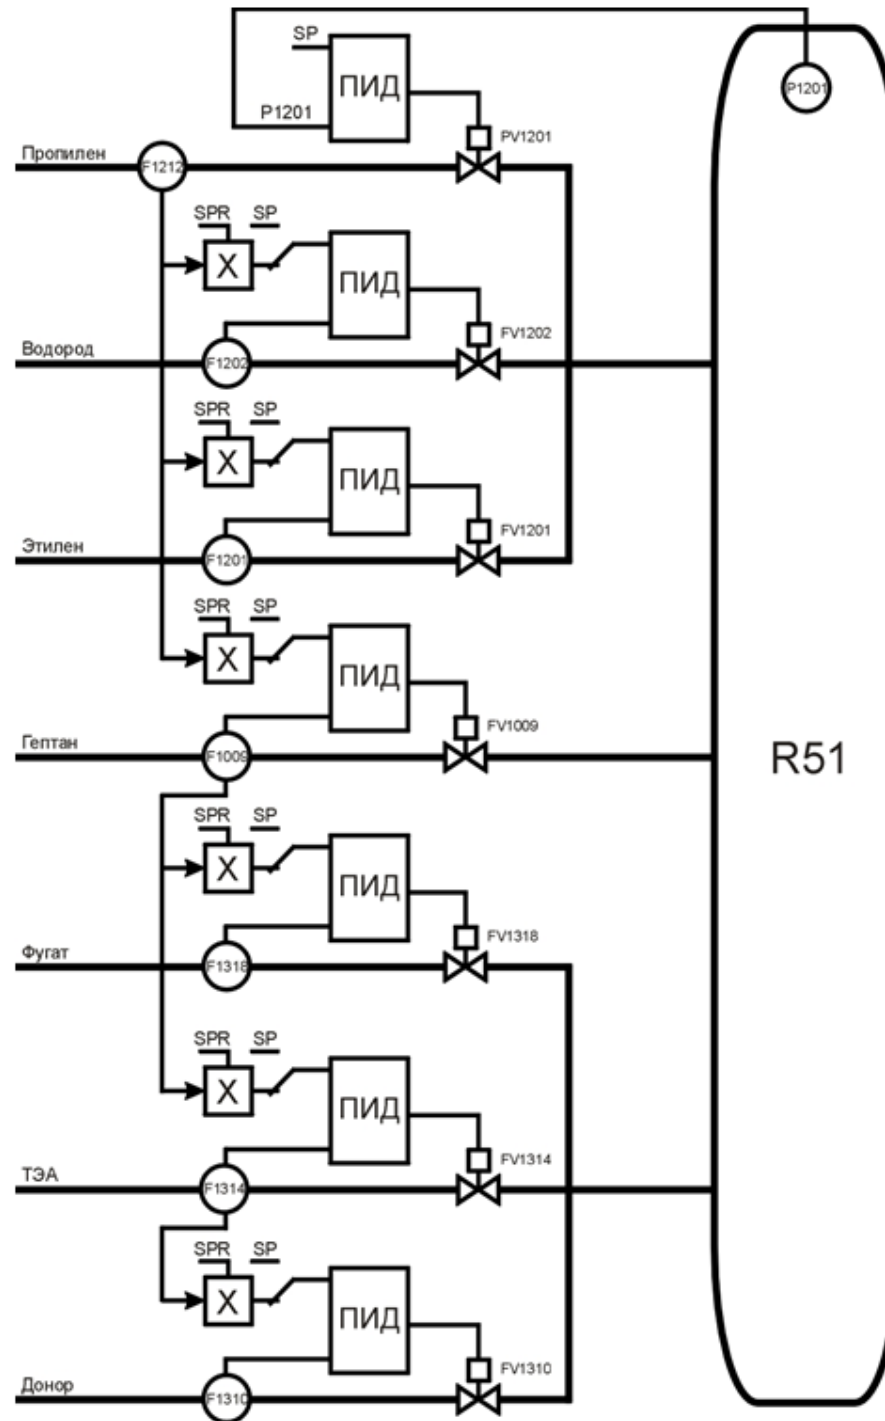 SP
ПИД
P1201
P1201
PV1201
Пропилен
F1212
SPR SP
X
ПИД
FV1202
Водород
F1202
SPR SP
X
ПИД
FV1201
Этилен
F1201
SPR SP
X
ПИД
FV1009
Гептан
F1009
R51
SPR SP
X
ПИД
FV1318
Фугат
F1318
SPR SP
X
ПИД
FV1314
ТЭА
F1314
SPR SP
X
ПИД
FV1310
Донор
F1310